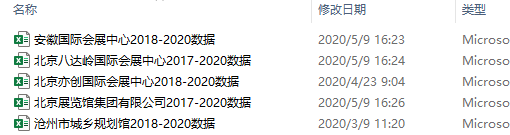 名称 修改日期 类型
安徽国际会展中心2018-2020数据 2020/5/9 16:23 Microso
北京八达岭国际会展中心2017-2020数据 2020/5/9 16:24 Microso
北京亦创国际会展中心2018-2020数据 2020/4/23 9:04 Microso
北京展览馆集团有限公司2017-2020数据 2020/5/9 16:26 Microso
沧州市城乡规划馆2018-2020数据 2020/3/9 11:20 Microso